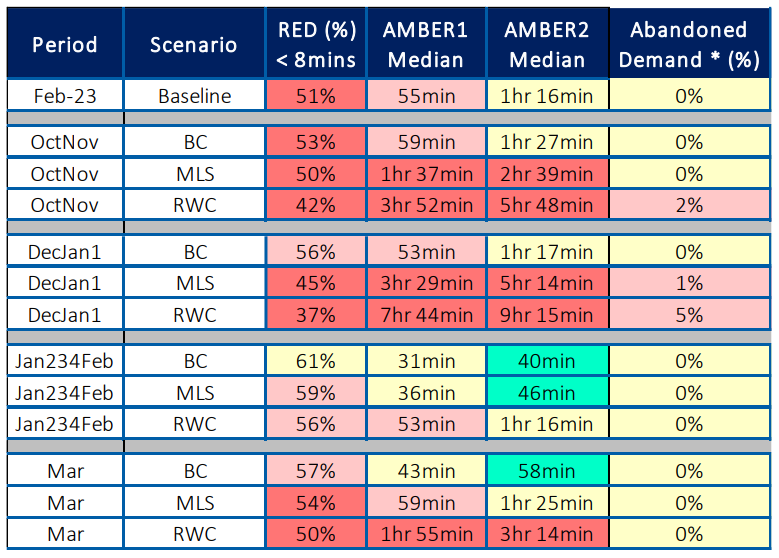 Period Scenario RED (%) < 8mins AMBER1 Median AMBER2 Median Abandoned Demand * (%)
Feb-23 Baseline 51% 55min 1hr 16min 0%
OctNov BC 53% 59min 1hr 27min 0%
OctNov MLS 50% 1hr 37min 2hr 39min 0%
OctNov RWC 42% 3hr 52min 5hr 48min 2%
DecJan1 BC 56% 53min 1hr 17min 0%
DecJan1 MLS 45% 3hr 29min 5hr 14min 1%
DecJan1 RWC 37% 7hr 44min 9hr 15min 5%
Jan234Feb BC 61% 31min 40min 0%
Jan234Feb MLS 59% 36min 46min 0%
Jan234Feb RWC 56% 53min 1hr 16min 0%
Mar BC 57% 43min 58min 0%
Mar MLS 54% 59min 1hr 25min 0%
Mar RWC 50% 1hr 55min 3hr 14min 0%